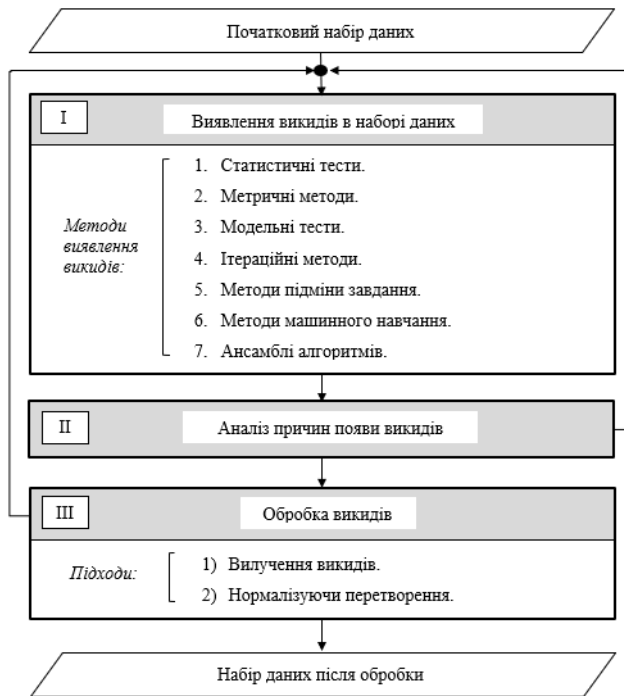 Початковий набір даних
I
Виявлення викидів в наборі даних
Методи
виявлення
викидів:
1. Статистичні тести.
2. Метричні методи.
3. Модельні тести.
4. Ітераційні методи.
5. Методи підміни завдання.
6. Методи машинного навчання.
7. Ансамблі алгоритмів.
II
Аналіз причин появи викидів
III
Обробка викидів
Підходи:
1) Вилучення викидів.
2) Нормалізуючи перетворення.
Набір даних після обробки